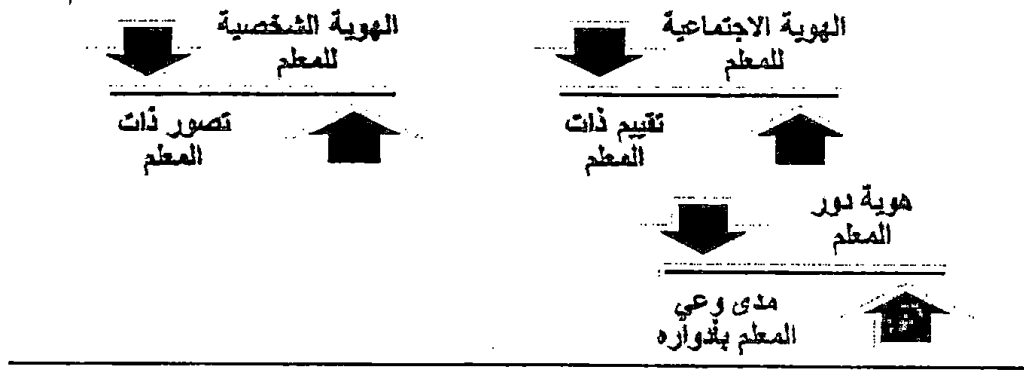 الهوية الاجتماعية
للمعلم
تقييم ذات
المعلم
الهوية الشخصية
للمعلم
تصور ذات
المعلم
هوية دور
المعلم
مدى وعي
المعلم بأدواره